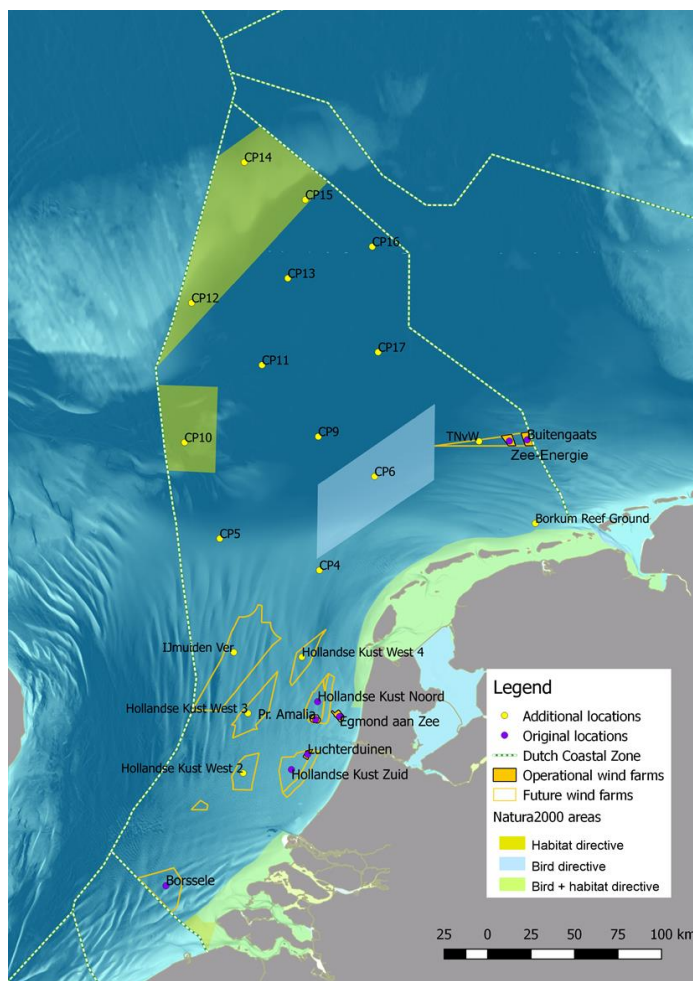 CP14
CP15
CP16
CP13
CP12
CP17
CP11
CP9
TNvW
Buitengaats
CP10
Zee-Energie
CP6
Borkum Reef Ground
CP5
CP4
IJmuiden Ver
Hollandse Kust West 4
Hollandse Kust Noord
Hollandse Kust West 3
Pr. Amalia
Egmond aan Zee
Luchterduinen
Hollandse Kust West 2
Hollandse Kust Zuid
Borssele
Legend
Additional locations
Original locations
Dutch Coastal Zone
Operational wind farms
Future wind farms
Natura2000 areas
Habitat directive
Bird directive
Bird + habitat directive
25 0 25 50 75 100 km